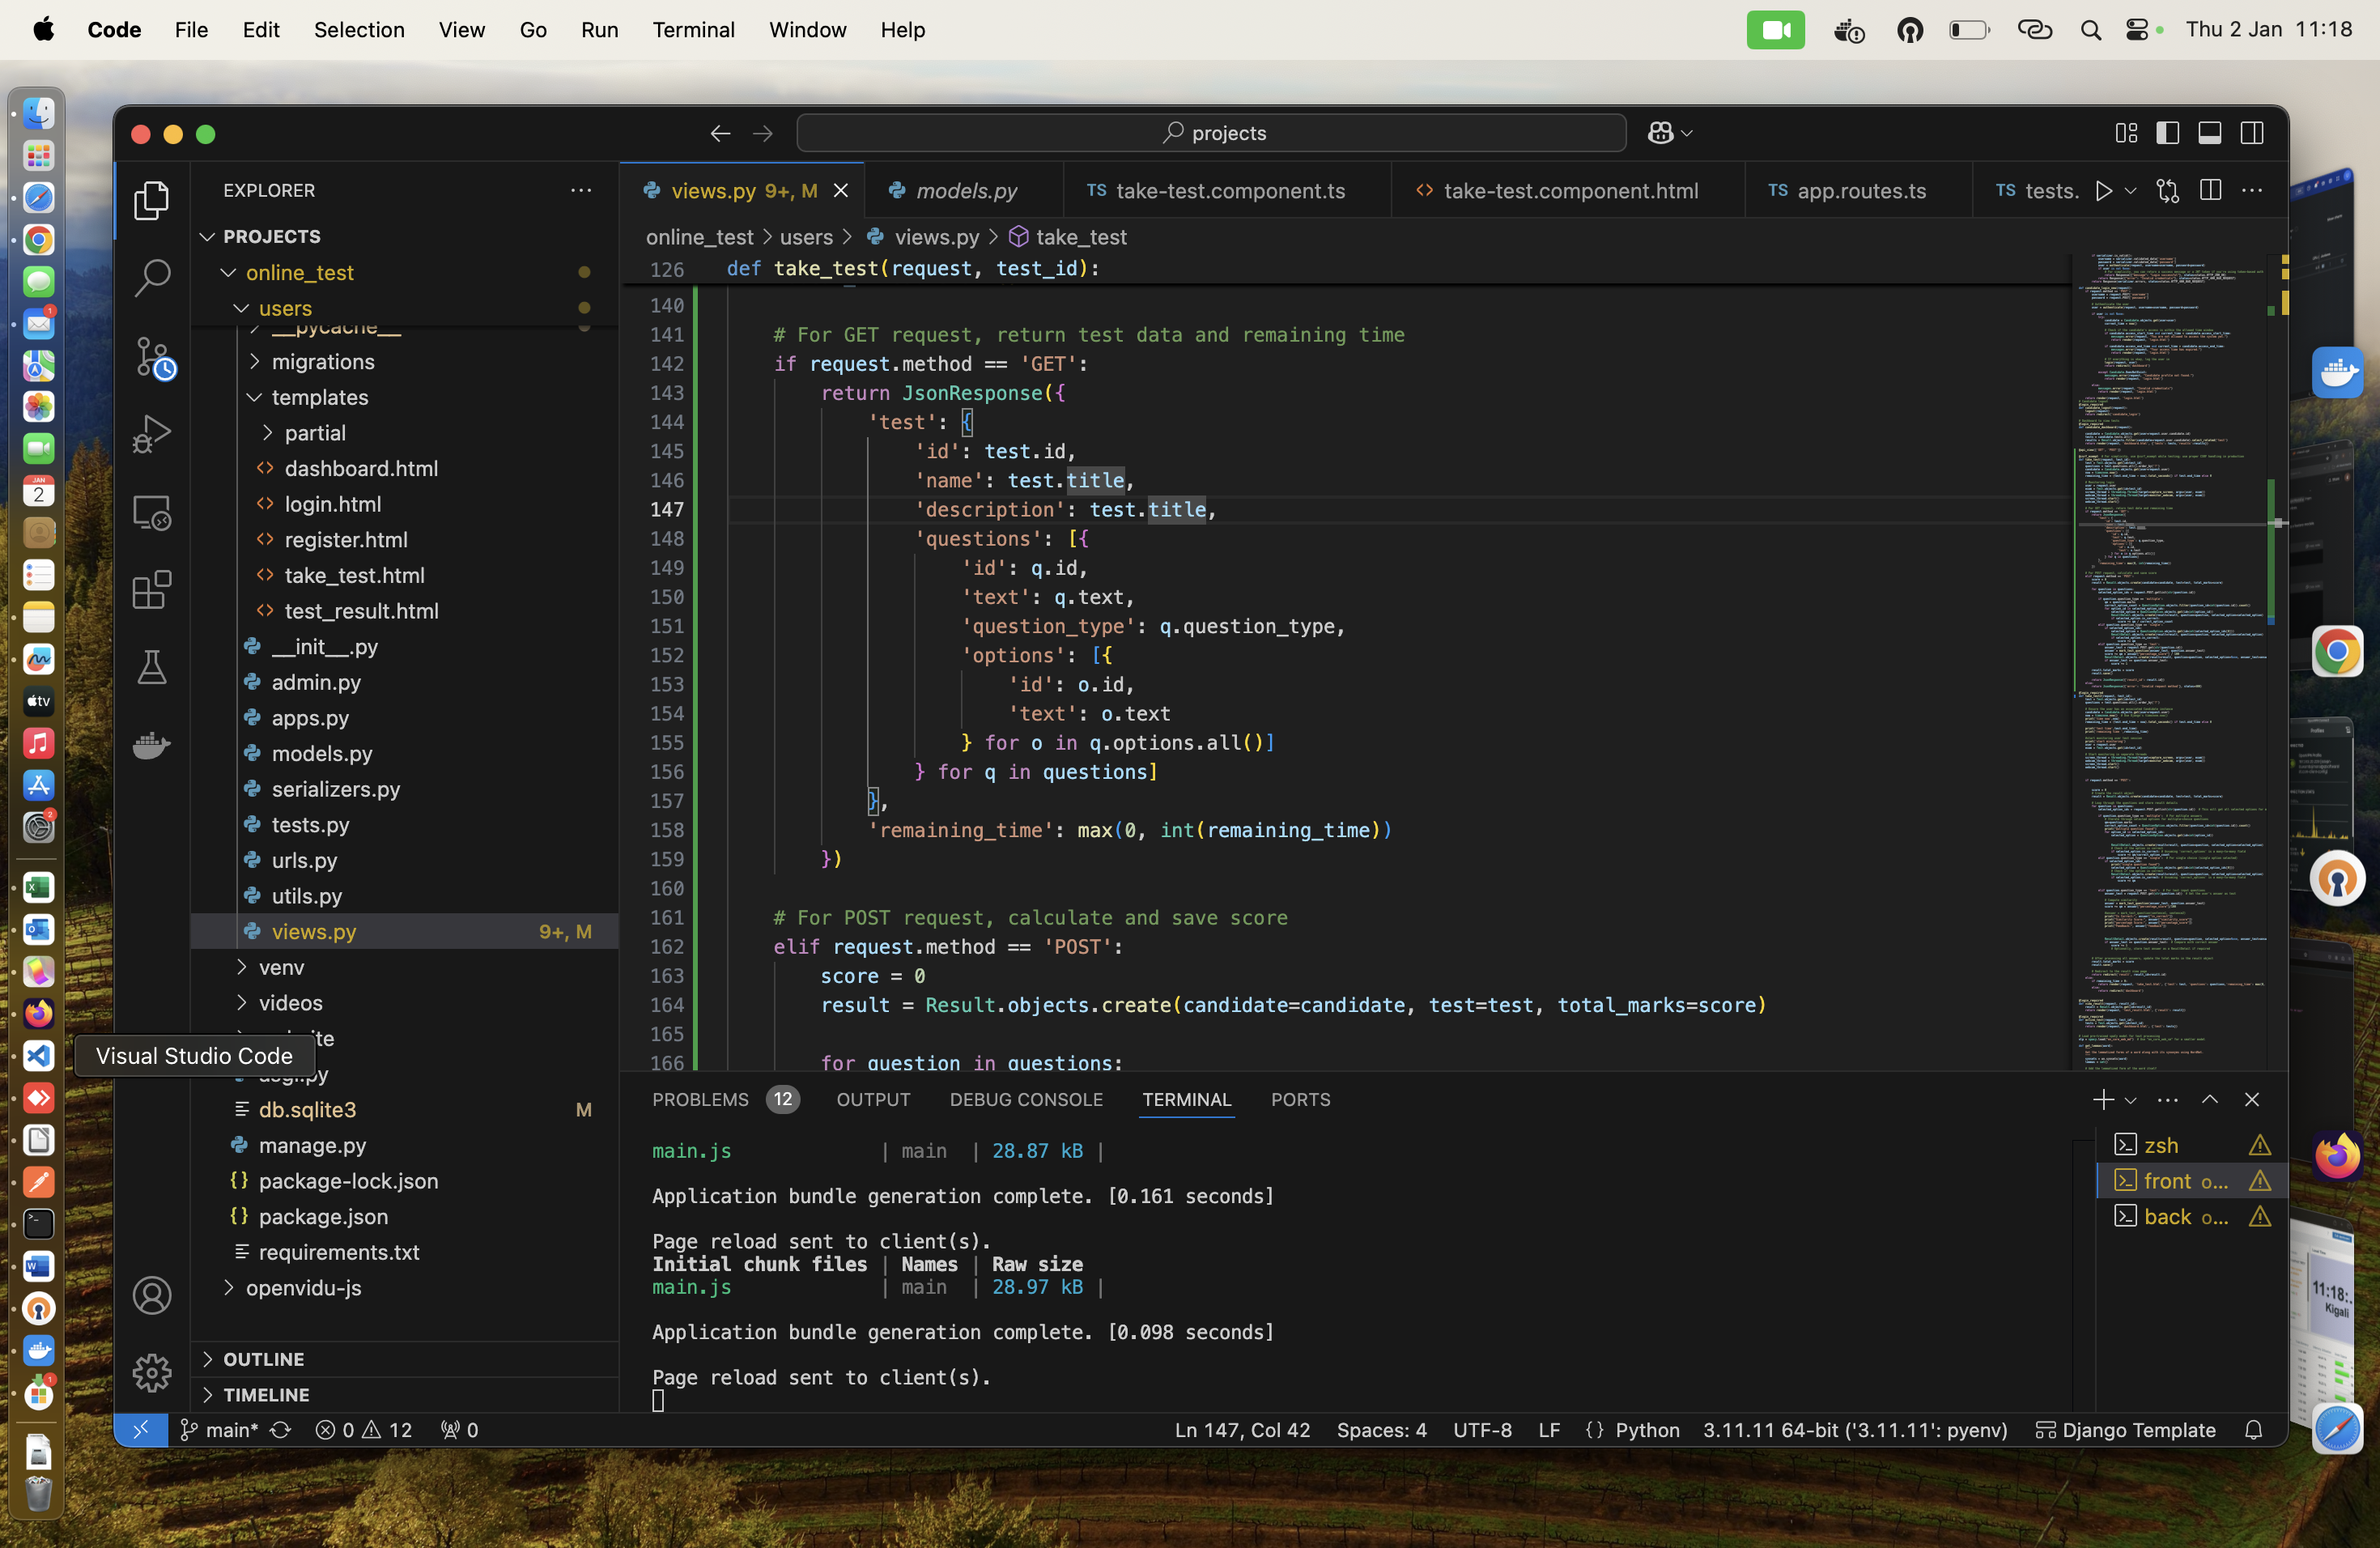 Code File Edit Selection View Go Run Terminal Window Help
Thu 2 Jan 11:18
projects
EXPLORER
PROJECTS
online_test
users
__pycache__
migrations
templates
partial
dashboard.html
login.html
register.html
take_test.html
test_result.html
__init__.py
admin.py
apps.py
models.py
serializers.py
tests.py
urls.py
utils.py
views.py 9+, M
venv
videos
Visual Studio Code
db.sqlite3 M
manage.py
package-lock.json
package.json
requirements.txt
openvidu-js
OUTLINE
TIMELINE
views.py 9+, M
models.py
TS take-test.component.ts
take-test.component.html
TS app.routes.ts
TS tests.
online_test > users > views.py > take_test
126 def take_test(request, test_id):
140
141 # For GET request, return test data and remaining time
142 if request.method == 'GET':
143 return JsonResponse({
144 'test': {
145 'id': test.id,
146 'name': test.title,
147 'description': test.title,
148 'questions': [{
149 'id': q.id,
150 'text': q.text,
151 'question_type': q.question_type,
152 'options': [{
153 'id': o.id,
154 'text': o.text
155 } for o in q.options.all()]
156 } for q in questions]
157 },
158 'remaining_time': max(0, int(remaining_time))
159 })
160
161 # For POST request, calculate and save score
162 elif request.method == 'POST':
163 score = 0
164 result = Result.objects.create(candidate=candidate, test=test, total_marks=score)
165
166 for question in questions:
PROBLEMS 12 OUTPUT DEBUG CONSOLE TERMINAL PORTS
main.js | main | 28.87 kB |
Application bundle generation complete. [0.161 seconds]
Page reload sent to client(s).
Initial chunk files | Names | Raw size
main.js | main | 28.97 kB |
Application bundle generation complete. [0.098 seconds]
Page reload sent to client(s).
zsh
front o...
back o...
main* 0 12 0
Ln 147, Col 42 Spaces: 4 UTF-8 LF {} Python 3.11.11 64-bit ('3.11.11': pyenv) Django Template
JAN
2
tv
11:18:
Kigali